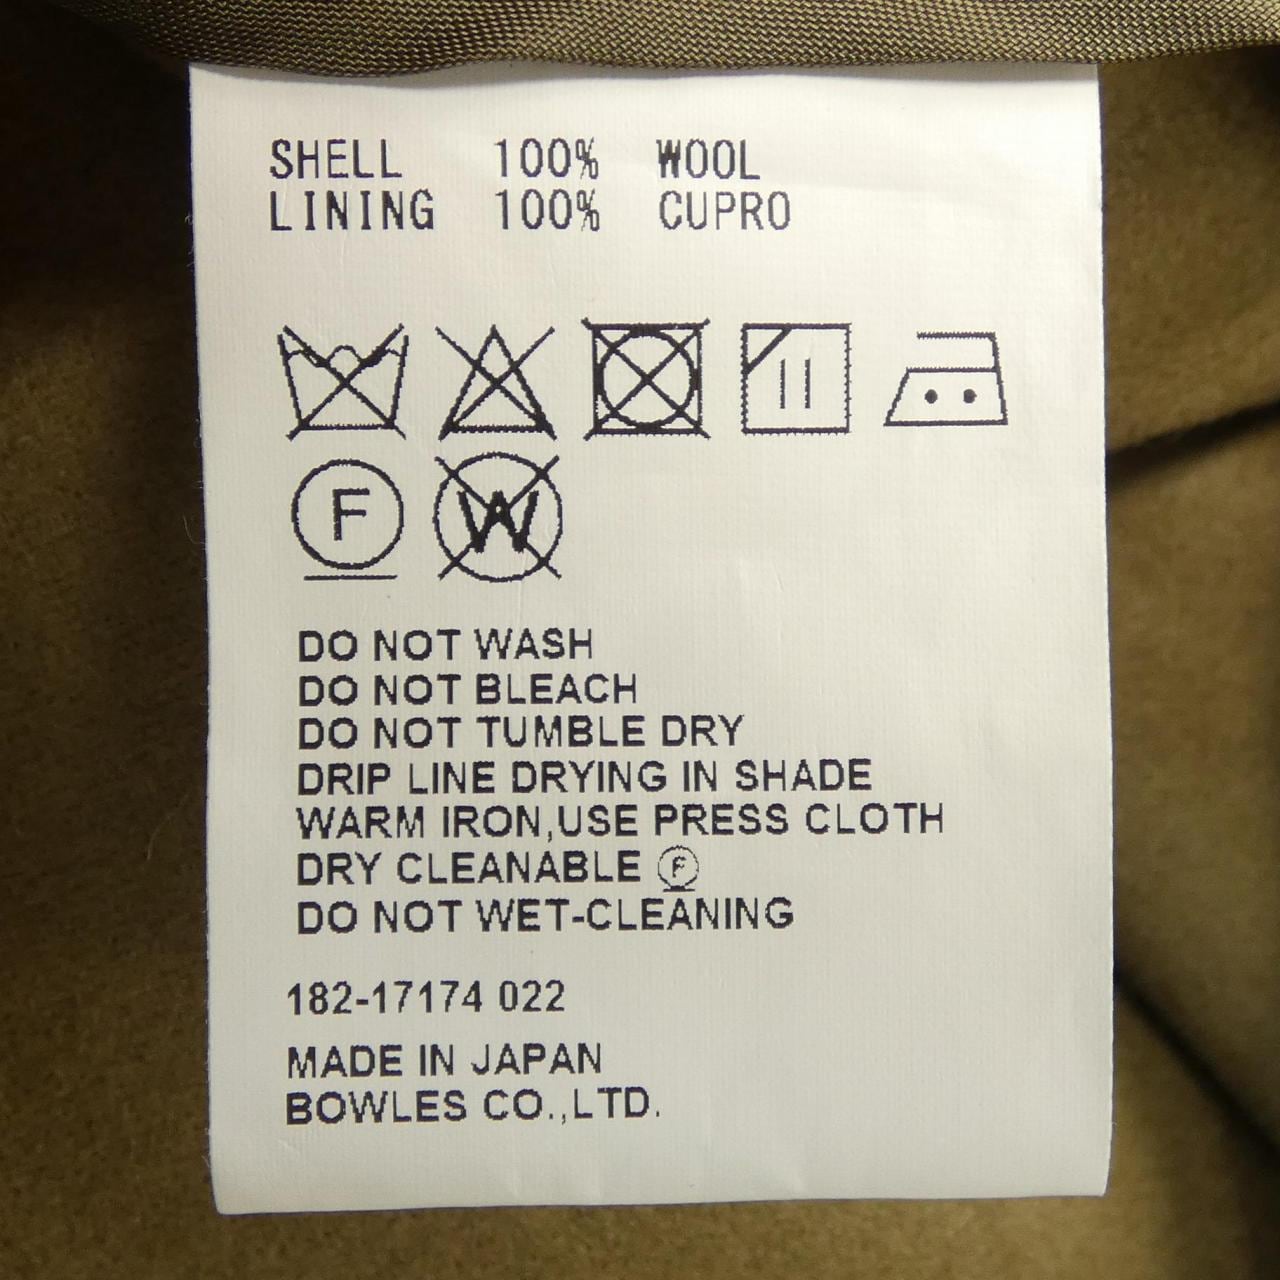 SHELL 100% WOOL
LINING 100% CUPRO
F W
DO NOT WASH
DO NOT BLEACH
DO NOT TUMBLE DRY
DRIP LINE DRYING IN SHADE
WARM IRON,USE PRESS CLOTH
DRY CLEANABLE F
DO NOT WET-CLEANING
182-17174 022
MADE IN JAPAN
BOWLES CO.,LTD.